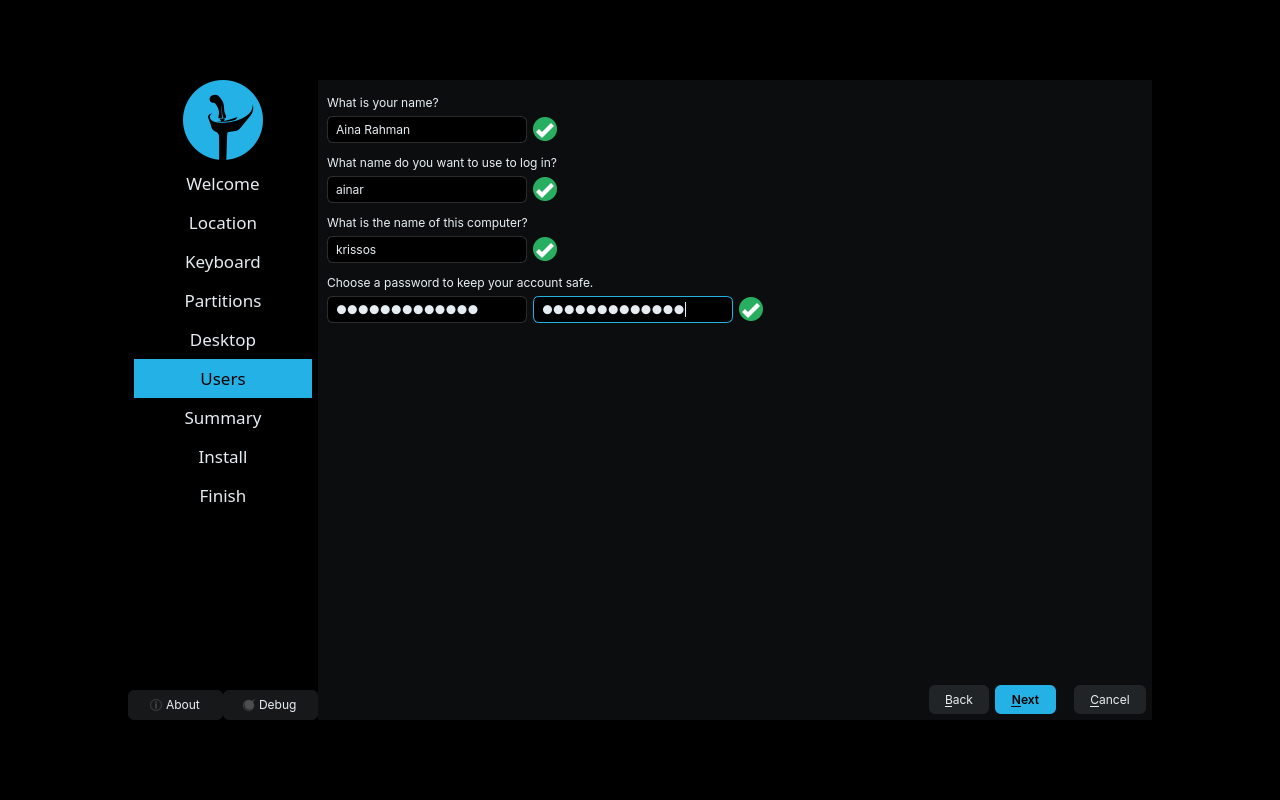 Welcome
Location
Keyboard
Partitions
Desktop
Users
Summary
Install
Finish
About
Debug
What is your name?
Aina Rahman
What name do you want to use to log in?
ainar
What is the name of this computer?
krissos
Choose a password to keep your account safe.
●●●●●●●●●●●●● ●●●●●●●●●●●●●
Back
Next
Cancel